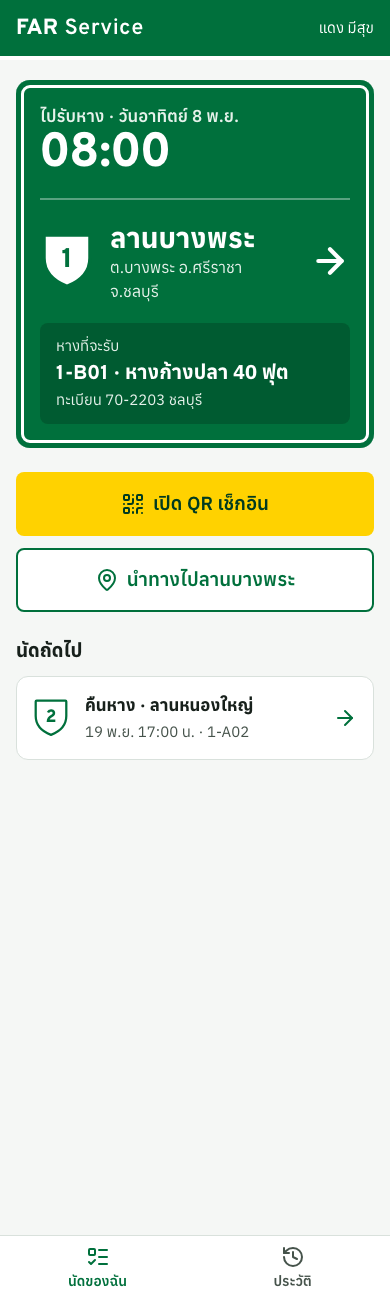 FAR Service
แดง มีสุข
ไปรับหาง · วันอาทิตย์ 8 พ.ย.
08:00
1
ลานบางพระ
ต.บางพระ อ.ศรีราชา
จ.ชลบุรี
หางที่จะรับ
1-B01 · หางก้างปลา 40 ฟุต
ทะเบียน 70-2203 ชลบุรี
เปิด QR เช็กอิน
นำทางไปลานบางพระ
นัดถัดไป
2
คืนหาง · ลานหนองใหญ่
19 พ.ย. 17:00 น. · 1-A02
นัดของฉัน
ประวัติ